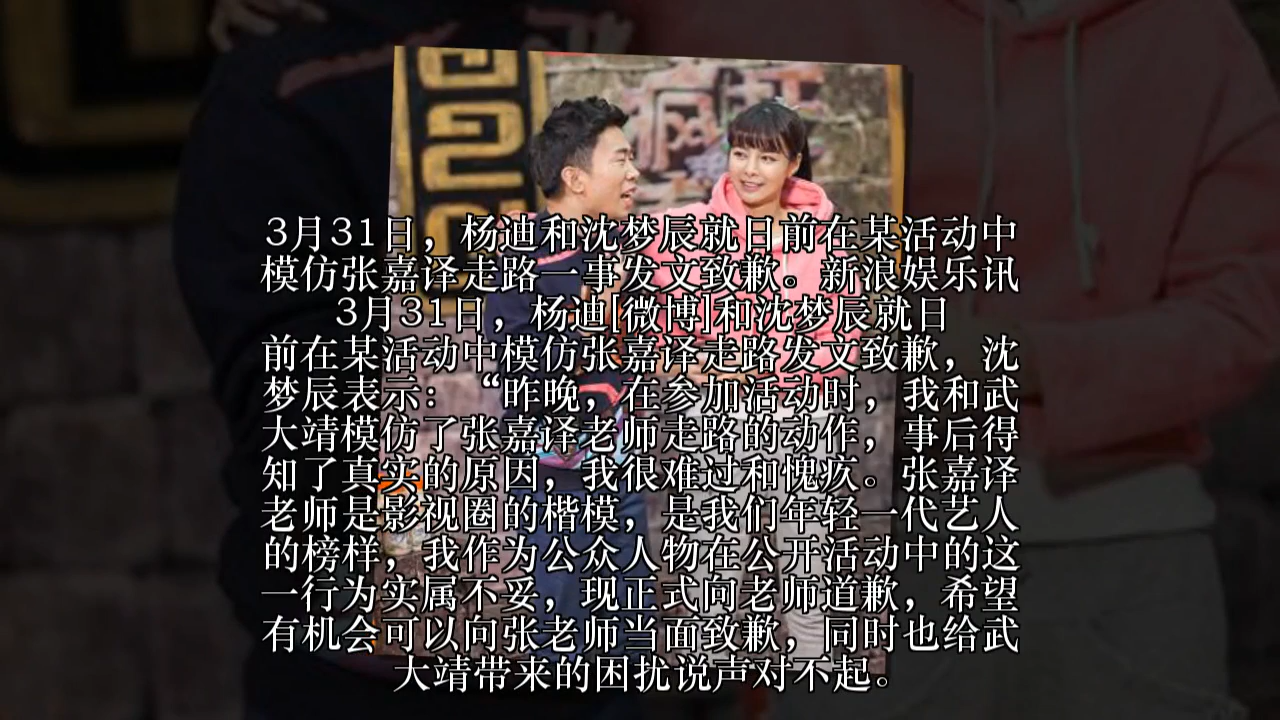 疯狂
3月31日，杨迪和沈梦辰就日前在某活动中
模仿张嘉译走路一事发文致歉。新浪娱乐讯
3月31日，杨迪[微博]和沈梦辰就日
前在某活动中模仿张嘉译走路发文致歉，沈
梦辰表示：“昨晚，在参加活动时，我和武
大靖模仿了张嘉译老师走路的动作，事后得
知了真实的原因，我很难过和愧疚。张嘉译
老师是影视圈的楷模，是我们年轻一代艺人
的榜样，我作为公众人物在公开活动中的这
一行为实属不妥，现正式向老师道歉，希望
有机会可以向张老师当面致歉，同时也给武
大靖带来的困扰说声对不起。